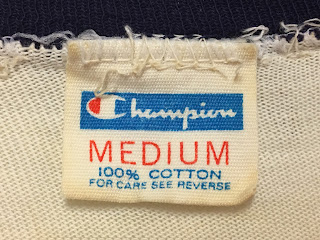 Champion
MEDIUM
100% COTTON
FOR CARE SEE REVERSE